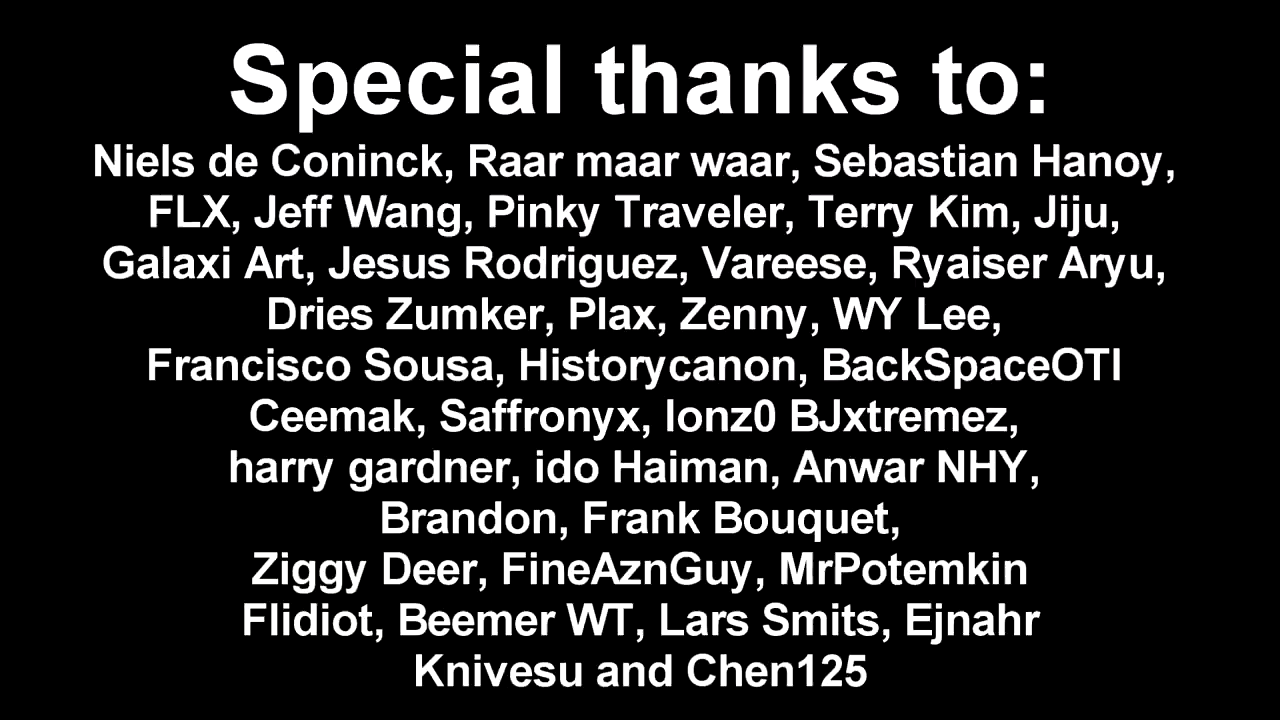 Special thanks to:
Niels de Coninck, Raar maar waar, Sebastian Hanoy,
FLX, Jeff Wang, Pinky Traveler, Terry Kim, Jiju,
Galaxi Art, Jesus Rodriguez, Vareese, Ryaiser Aryu,
Dries Zumker, Plax, Zenny, WY Lee,
Francisco Sousa, Historycanon, BackSpaceOTI
Ceemak, Saffronyx, lonz0 BJxtremez,
harry gardner, ido Haiman, Anwar NHY,
Brandon, Frank Bouquet,
Ziggy Deer, FineAznGuy, MrPotemkin
Flidiot, Beemer WT, Lars Smits, Ejnahr
Knivesu and Chen125